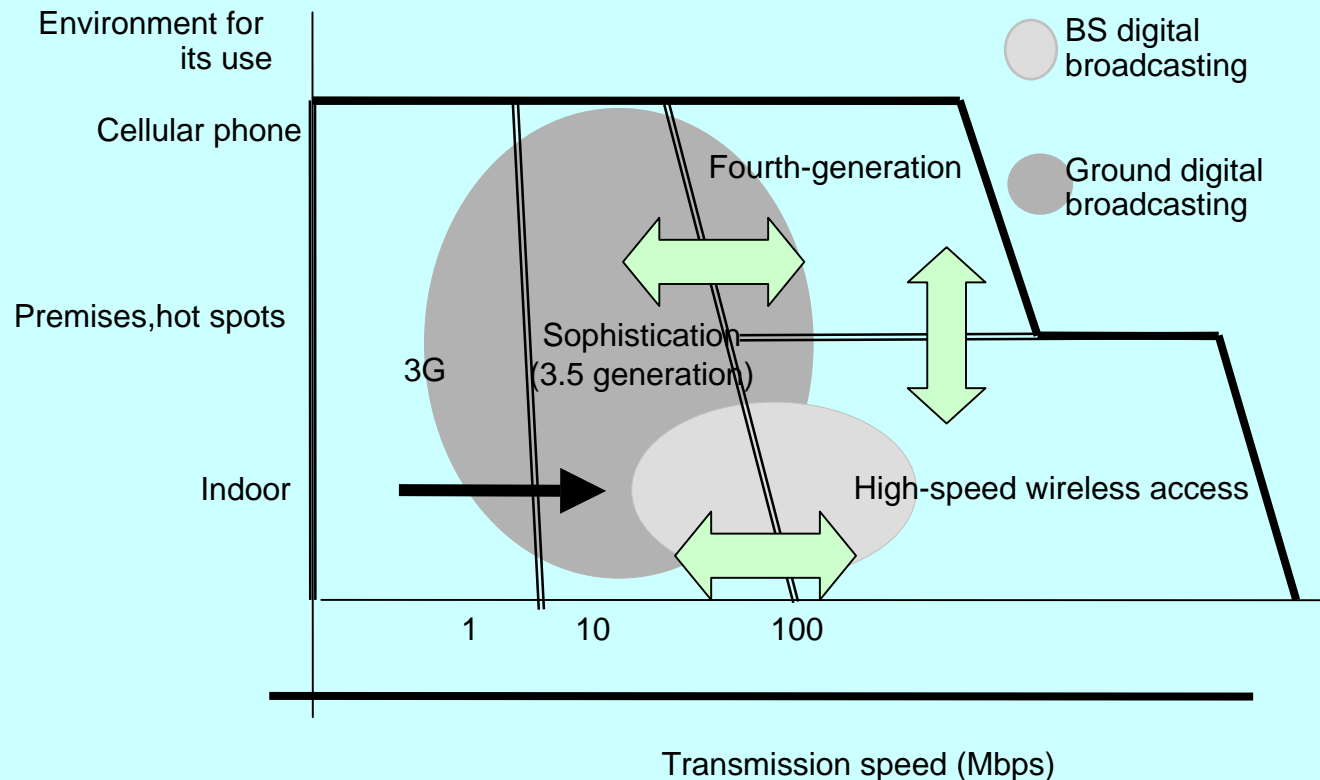 Environment for
its use
BS digital
broadcasting
Cellular phone
Fourth-generation
Ground digital
broadcasting
Premises,hot spots
Sophistication
(3.5 generation)
3G
Indoor
High-speed wireless access
1
10
100
Transmission speed (Mbps)